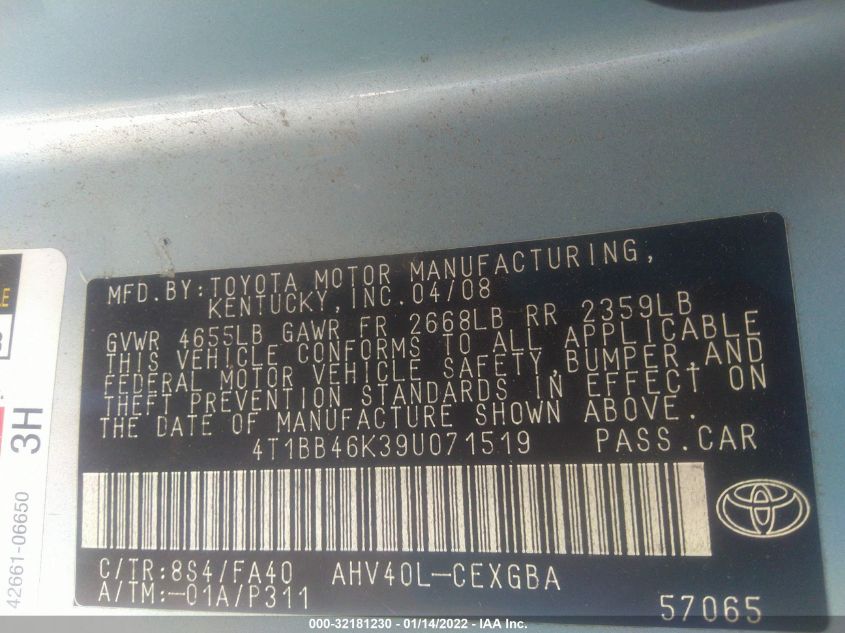 MFD.BY:TOYOTA MOTOR MANUFACTURING,
KENTUCKY,INC.04/08
GVWR 4655LB GAWR FR 2668LB RR 2359LB
THIS VEHICLE CONFORMS TO ALL APPLICABLE
FEDERAL MOTOR VEHICLE SAFETY,BUMPER,AND
THEFT PREVENTION STANDARDS IN EFFECT ON
THE DATE OF MANUFACTURE SHOWN ABOVE.
4T1BB46K39U071519 PASS.CAR
C/TR:8S4/FA40 AHV40L-CEXGBA
A/TM:-01A/P311
57065
3H
42661-06650
000-32181230 - 01/14/2022 - IAA Inc.